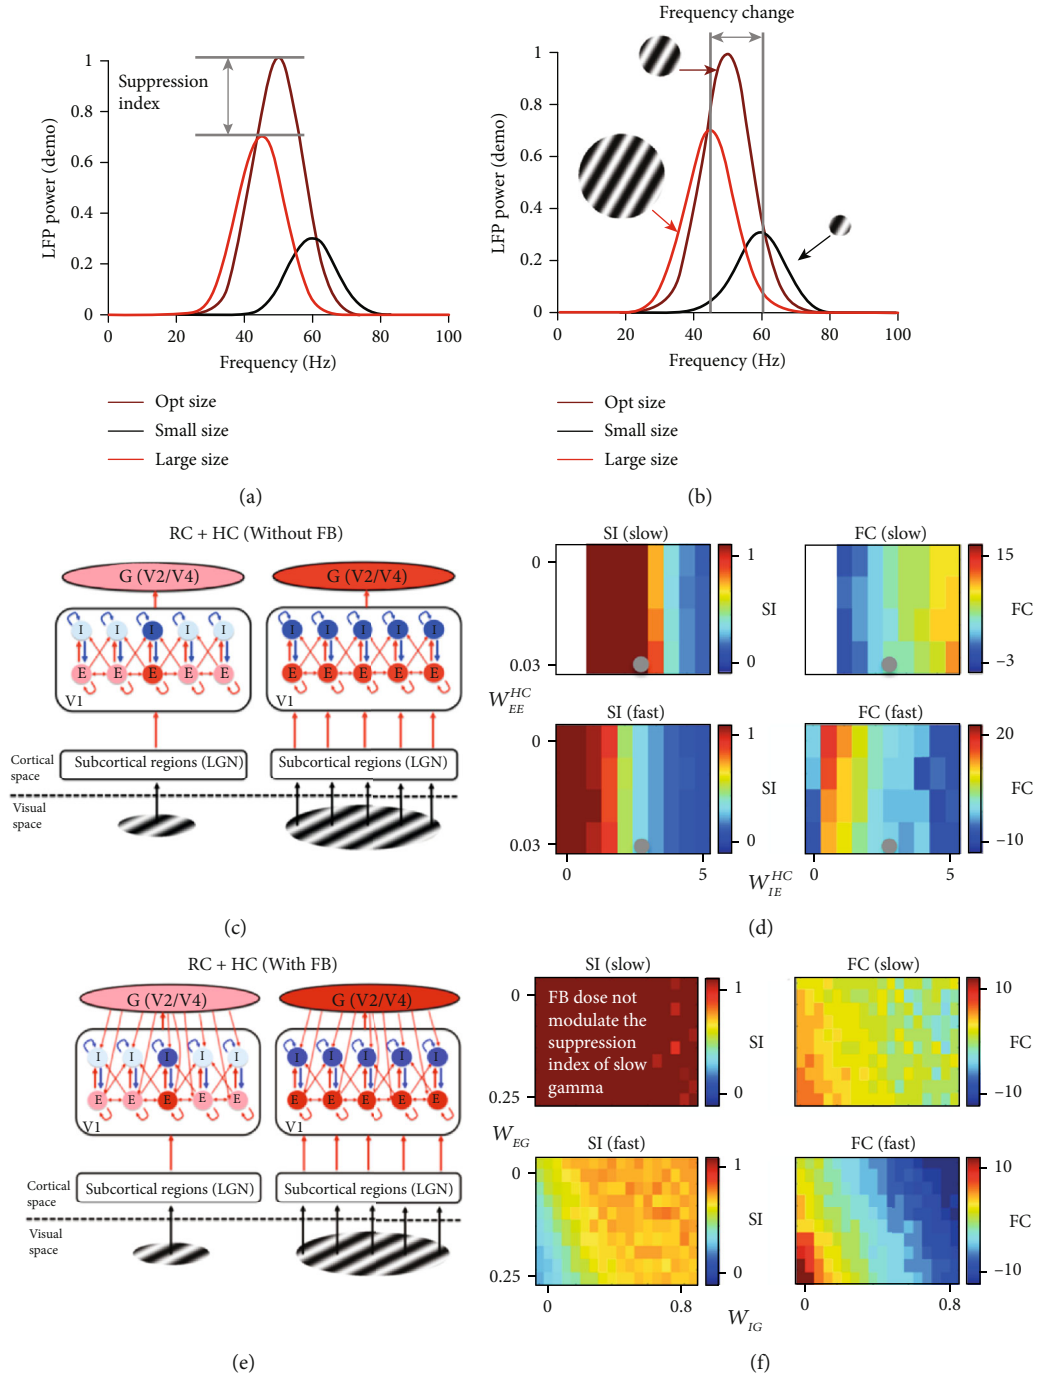 (a)
1
0.8
0.6
0.4
0.2
0
LFP power (demo)
Suppression
index
0 20 40 60 80 100
Frequency (Hz)
Opt size
Small size
Large size
(b)
Frequency change
1
0.8
0.6
0.4
0.2
0
LFP power (demo)
0 20 40 60 80 100
Frequency (Hz)
Opt size
Small size
Large size
RC + HC (Without FB)
G (V2/V4) G (V2/V4)
I I I I I I I I I I
E E E E E E E E E E
V1 V1
Cortical
space
Subcortical regions (LGN) Subcortical regions (LGN)
Visual
space
(c)
SI (slow) FC (slow)
0 1 15
SI FC
0.03 0 −3
W_{EE}^{HC}
SI (fast) FC (fast)
0 1 20
SI FC
0.03 0 −10
0 5 0 5
W_{IE}^{HC}
(d)
RC + HC (With FB)
G (V2/V4) G (V2/V4)
I I I I I I I I I I
E E E E E E E E E E
V1 V1
Cortical
space
Subcortical regions (LGN) Subcortical regions (LGN)
Visual
space
(e)
SI (slow) FC (slow)
0 1 10
FB dose not
modulate the
suppression
index of slow
gamma
SI FC
0.25 0 −10
W_{EG}
SI (fast) FC (fast)
0 1 10
SI FC
0.25 0 −10
0 0.8 0 0.8
W_{IG}
(f)